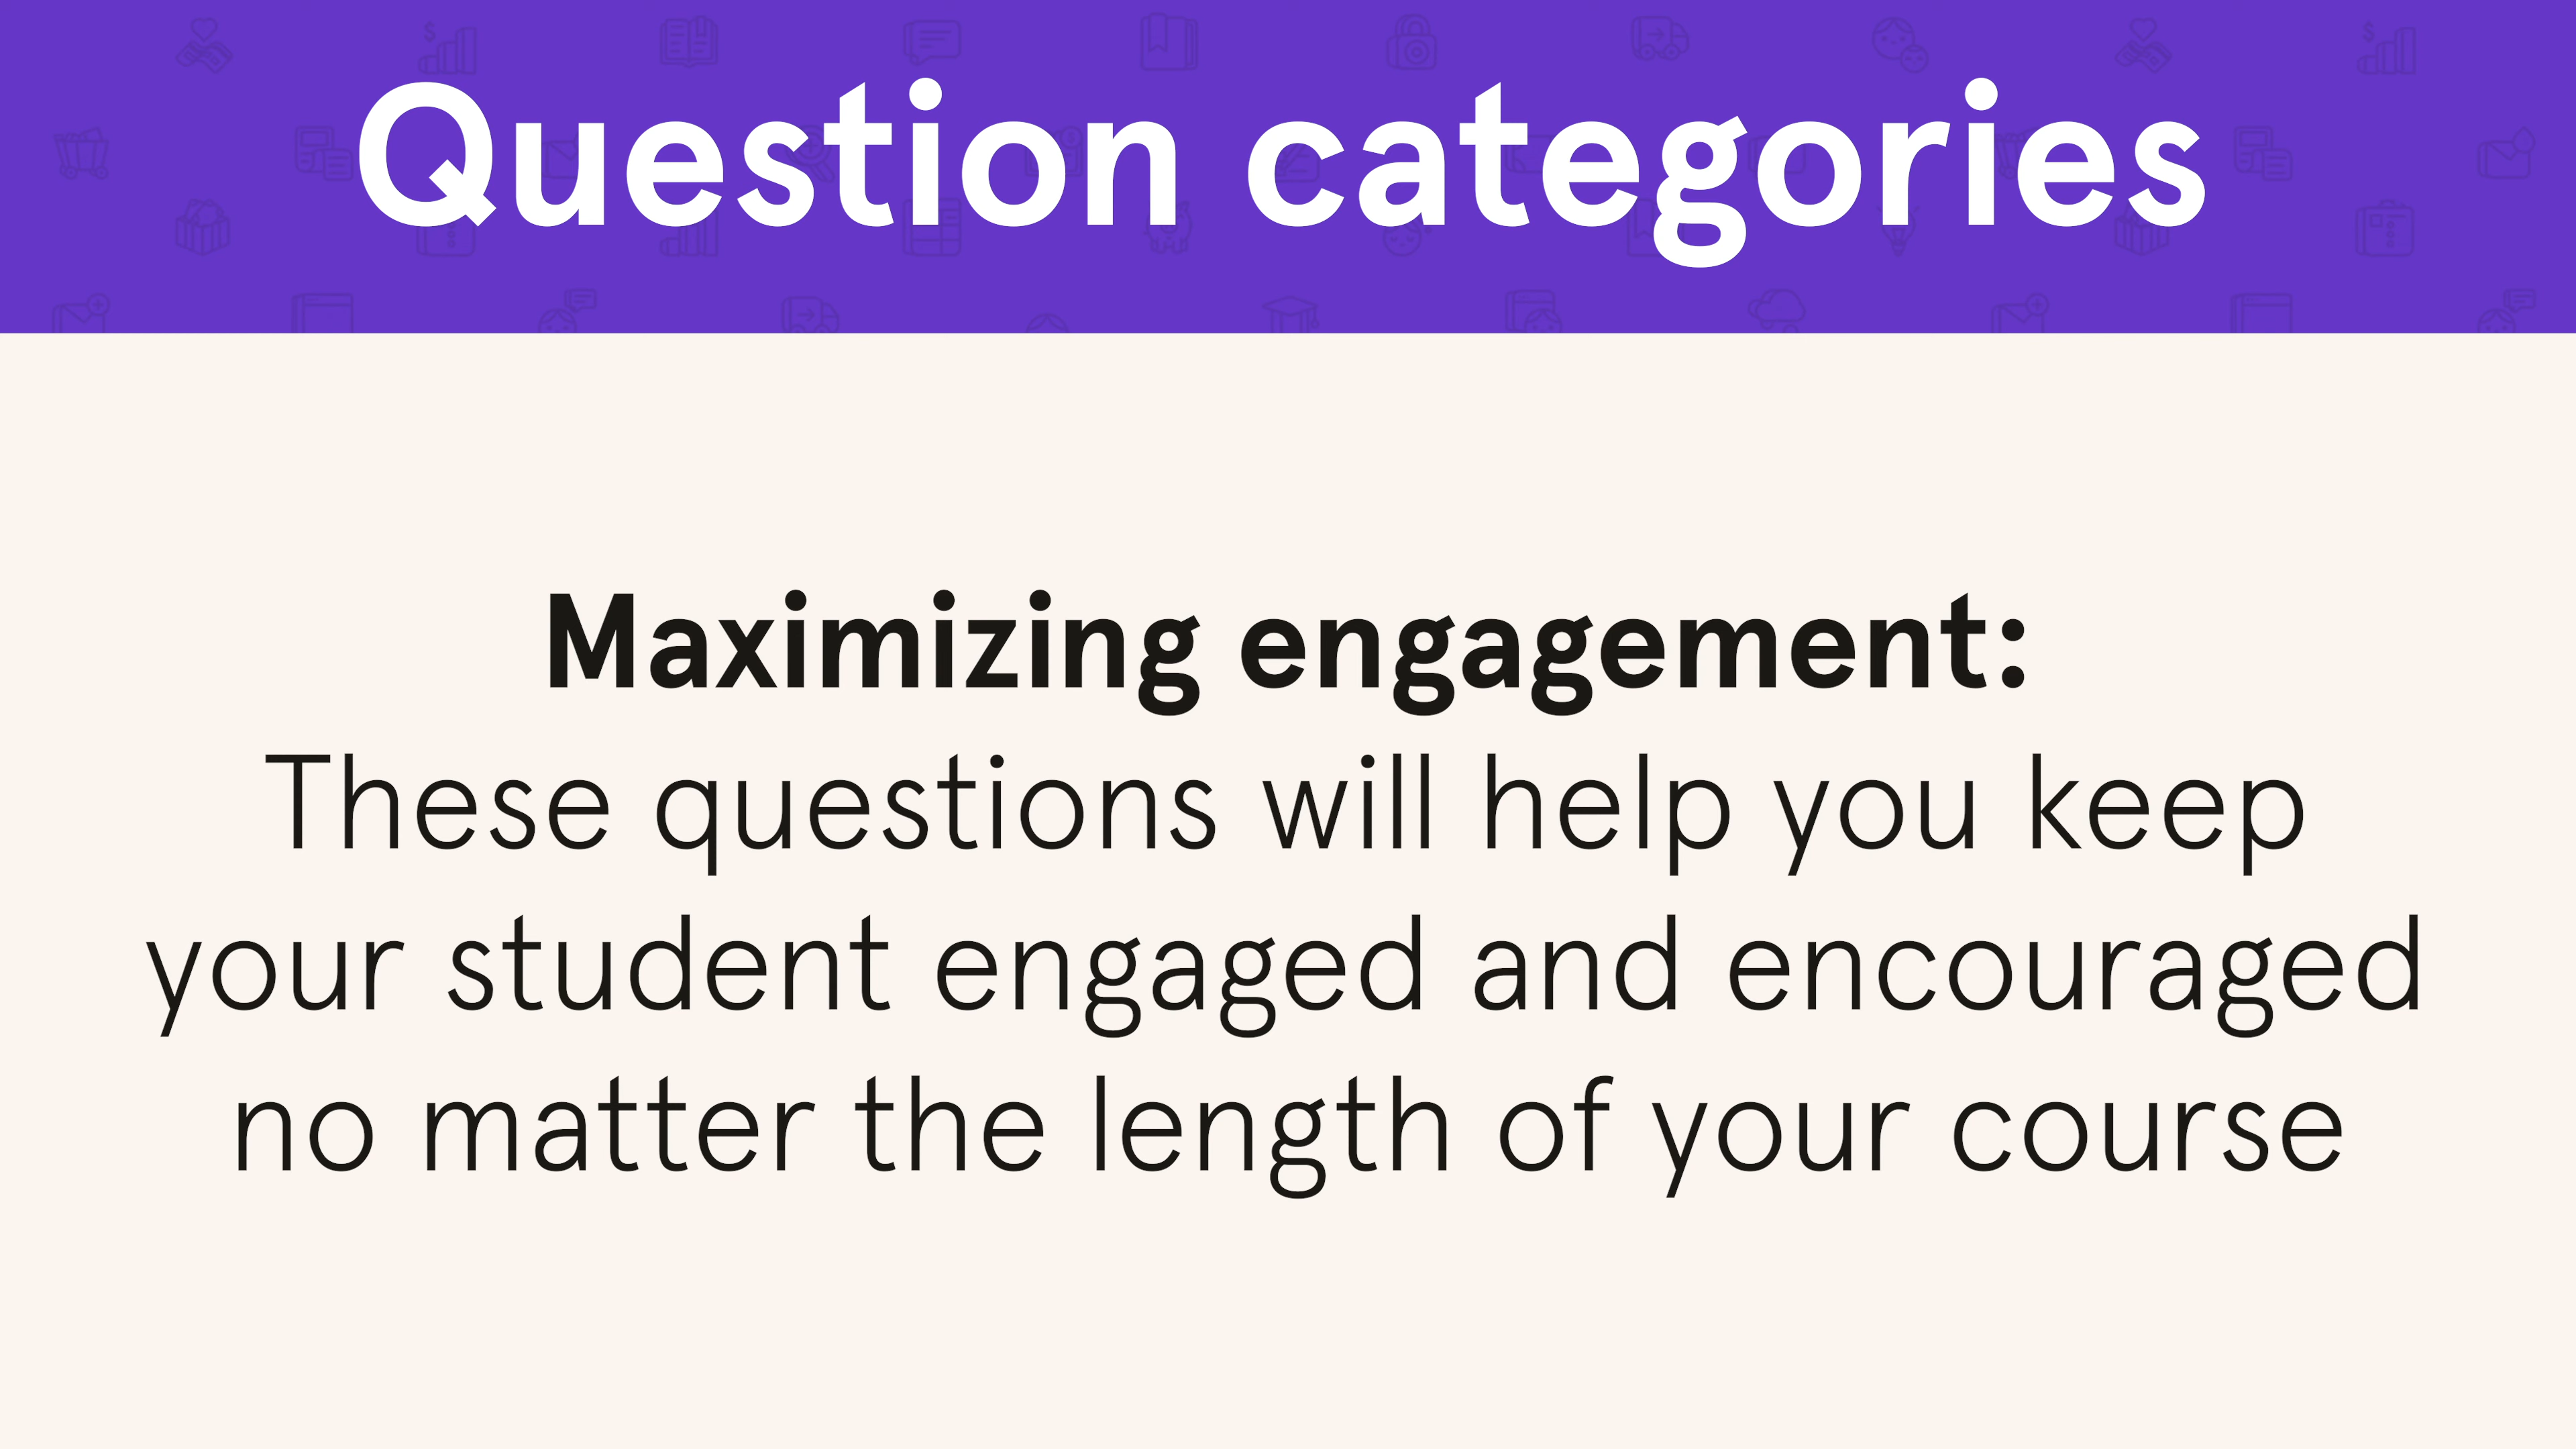 Question categories
Maximizing engagement:
These questions will help you keep
your student engaged and encouraged
no matter the length of your course